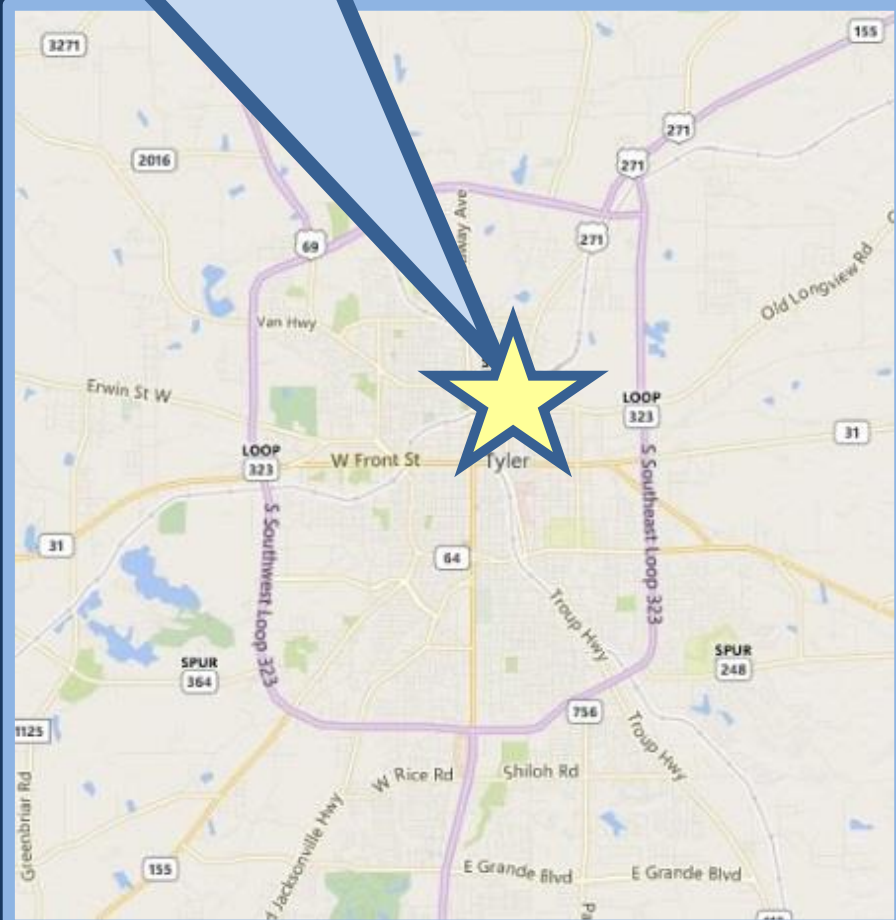 3271
155
271
2016
271
69
271
Old Longview Rd
Van Hwy
Erwin St W
LOOP
323
31
LOOP
323
W Front St
Tyler
S Southwest Loop 323
S Southeast Loop 323
31
64
Troup Hwy
SPUR
364
SPUR
248
756
1125
Troup Hwy
W Rice Rd
Shiloh Rd
Greenbriar Rd
Jacksonville Hwy
155
E Grande Blvd
E Grande Blvd